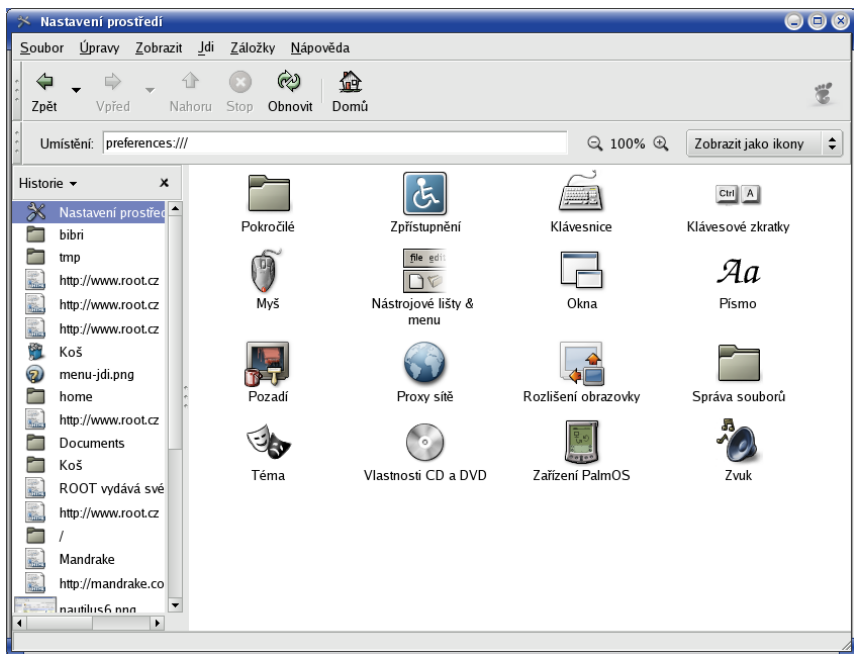 Nastavení prostředí
Soubor Úpravy Zobrazit Jdi Záložky Nápověda
Zpět Vpřed Nahoru Stop Obnovit Domů
Umístění: preferences:/// 100% Zobrazit jako ikony
Historie
Nastavení prostřed
bibri
tmp
http://www.root.cz
http://www.root.cz
http://www.root.cz
Koš
menu-jdi.png
home
http://www.root.cz
Documents
Koš
ROOT vydává své
http://www.root.cz
/
Mandrake
http://mandrake.co
nautilus6.png
Pokročilé Zpřístupnění Klávesnice Ctrl A Klávesové zkratky
file edit Aa
Myš Nástrojové lišty & menu Okna Písmo
Pozadí Proxy sítě Rozlišení obrazovky Správa souborů
Téma Vlastnosti CD a DVD Zařízení PalmOS Zvuk